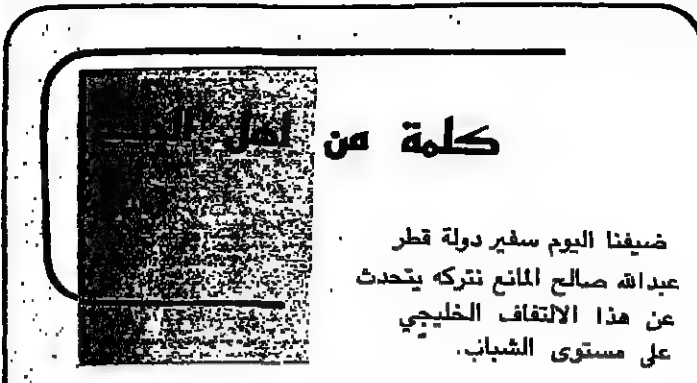 كلمة من أهل
ضيفنا اليوم سفير دولة قطر
عبدالله صالح المانع نتركه يتحدث
عن هذا الالتفاف الخليجي
على مستوى الشباب.